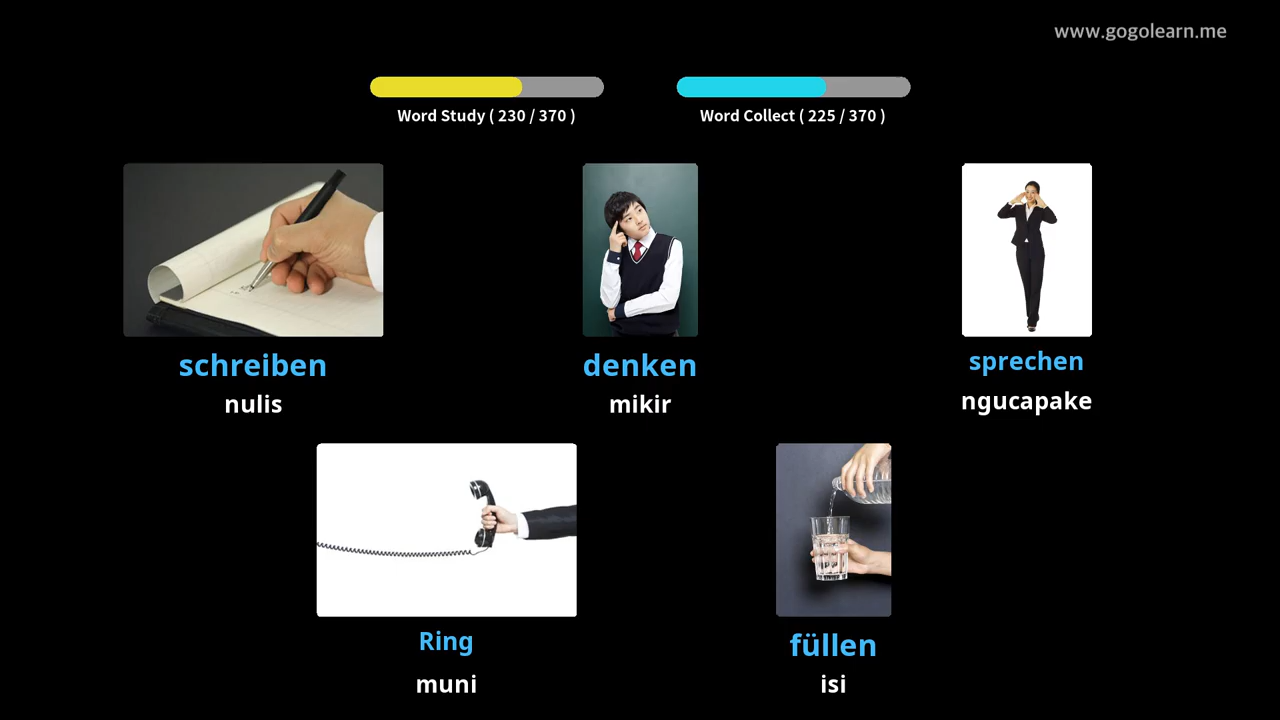 www.gogolearn.me
Word Study ( 230 / 370 )
Word Collect ( 225 / 370 )
schreiben
nulis
denken
mikir
sprechen
ngucapake
Ring
muni
füllen
isi